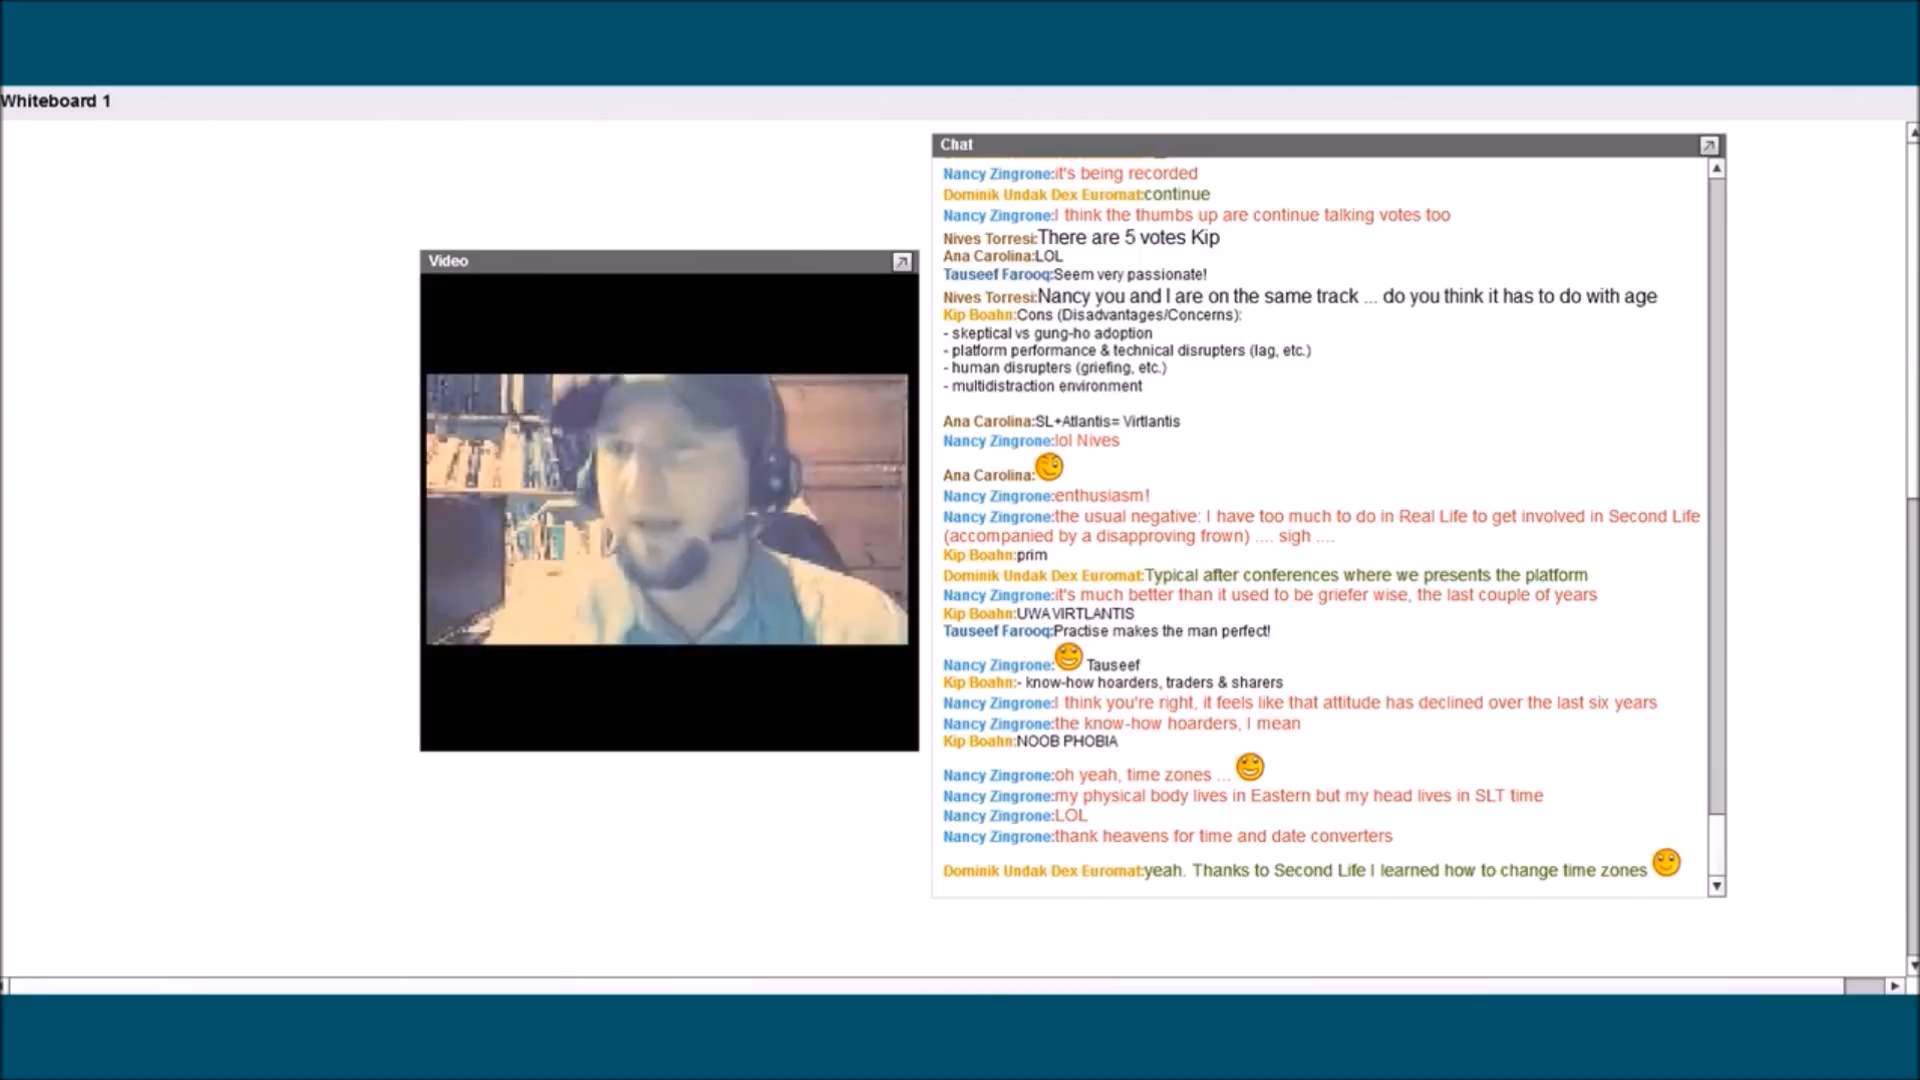 Whiteboard 1
Video
Chat
Nancy Zingrone:it's being recorded
Dominik Undak Dex Euromat:continue
Nancy Zingrone:I think the thumbs up are continue talking votes too
Nives Torresi:There are 5 votes Kip
Ana Carolina:LOL
Tauseef Farooq:Seem very passionate!
Nives Torresi:Nancy you and I are on the same track ... do you think it has to do with age
Kip Boahn:Cons (Disadvantages/Concerns):
- skeptical vs gung-ho adoption
- platform performance & technical disrupters (lag, etc.)
- human disrupters (griefing, etc.)
- multidistraction environment
Ana Carolina:SL+Atlantis= Virtlantis
Nancy Zingrone:lol Nives
Ana Carolina:
Nancy Zingrone:enthusiasm!
Nancy Zingrone:the usual negative: I have too much to do in Real Life to get involved in Second Life
(accompanied by a disapproving frown) .... sigh ....
Kip Boahn:prim
Dominik Undak Dex Euromat:Typical after conferences where we presents the platform
Nancy Zingrone:it's much better than it used to be griefer wise, the last couple of years
Kip Boahn:UWAVIRTLANTIS
Tauseef Farooq:Practise makes the man perfect!
Nancy Zingrone: Tauseef
Kip Boahn:- know-how hoarders, traders & sharers
Nancy Zingrone:I think you're right, it feels like that attitude has declined over the last six years
Nancy Zingrone:the know-how hoarders, I mean
Kip Boahn:NOOB PHOBIA
Nancy Zingrone:oh yeah, time zones ...
Nancy Zingrone:my physical body lives in Eastern but my head lives in SLT time
Nancy Zingrone:LOL
Nancy Zingrone:thank heavens for time and date converters
Dominik Undak Dex Euromat:yeah. Thanks to Second Life I learned how to change time zones